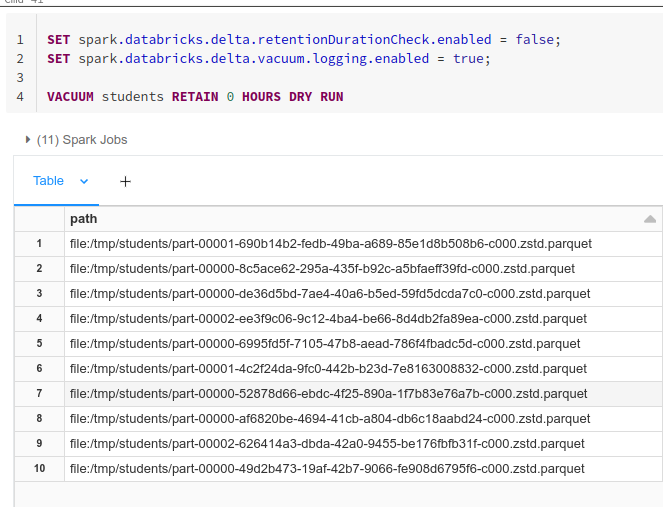 Cmd 41
1 SET spark.databricks.delta.retentionDurationCheck.enabled = false;
2 SET spark.databricks.delta.vacuum.logging.enabled = true;
3
4 VACUUM students RETAIN 0 HOURS DRY RUN
(11) Spark Jobs
Table +
path
1 file:/tmp/students/part-00001-690b14b2-fedb-49ba-a689-85e1d8b508b6-c000.zstd.parquet
2 file:/tmp/students/part-00000-8c5ace62-295a-435f-b92c-a5bfaeff39fd-c000.zstd.parquet
3 file:/tmp/students/part-00000-de36d5bd-7ae4-40a6-b5ed-59fd5dcda7c0-c000.zstd.parquet
4 file:/tmp/students/part-00002-ee3f9c06-9c12-4ba4-be66-8d4db2fa89ea-c000.zstd.parquet
5 file:/tmp/students/part-00000-6995fd5f-7105-47b8-aead-786f4fbadc5d-c000.zstd.parquet
6 file:/tmp/students/part-00001-4c2f24da-9fc0-442b-b23d-7e8163008832-c000.zstd.parquet
7 file:/tmp/students/part-00000-52878d66-ebdc-4f25-890a-1f7b83e76a7b-c000.zstd.parquet
8 file:/tmp/students/part-00000-af6820be-4694-41cb-a804-db6c18aabd24-c000.zstd.parquet
9 file:/tmp/students/part-00002-626414a3-dbda-42a0-9455-be176fbfb31f-c000.zstd.parquet
10 file:/tmp/students/part-00000-49d2b473-19af-42b7-9066-fe908d6795f6-c000.zstd.parquet